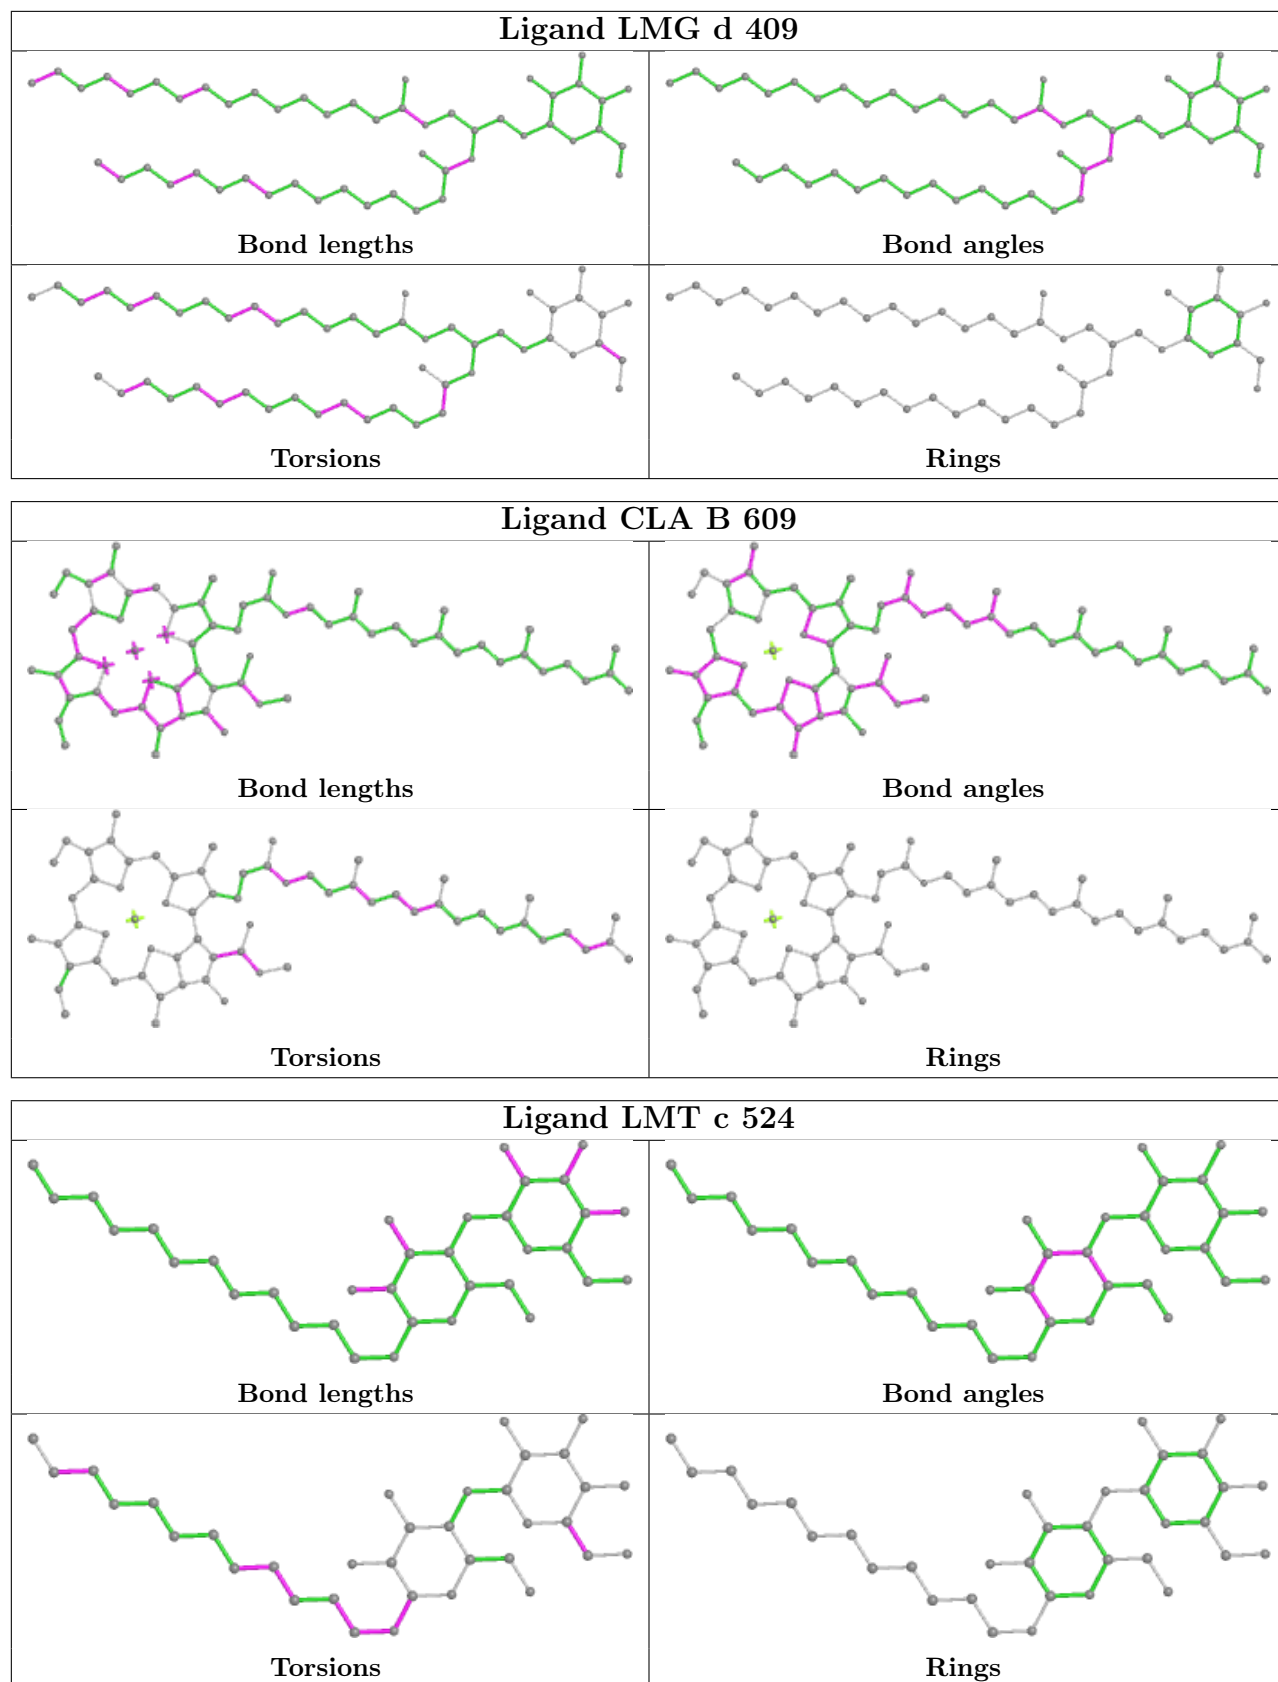 Ligand LMG d 409
Bond lengths
Bond angles
Torsions
Rings
Ligand CLA B 609
Bond lengths
Bond angles
Torsions
Rings
Ligand LMT c 524
Bond lengths
Bond angles
Torsions
Rings